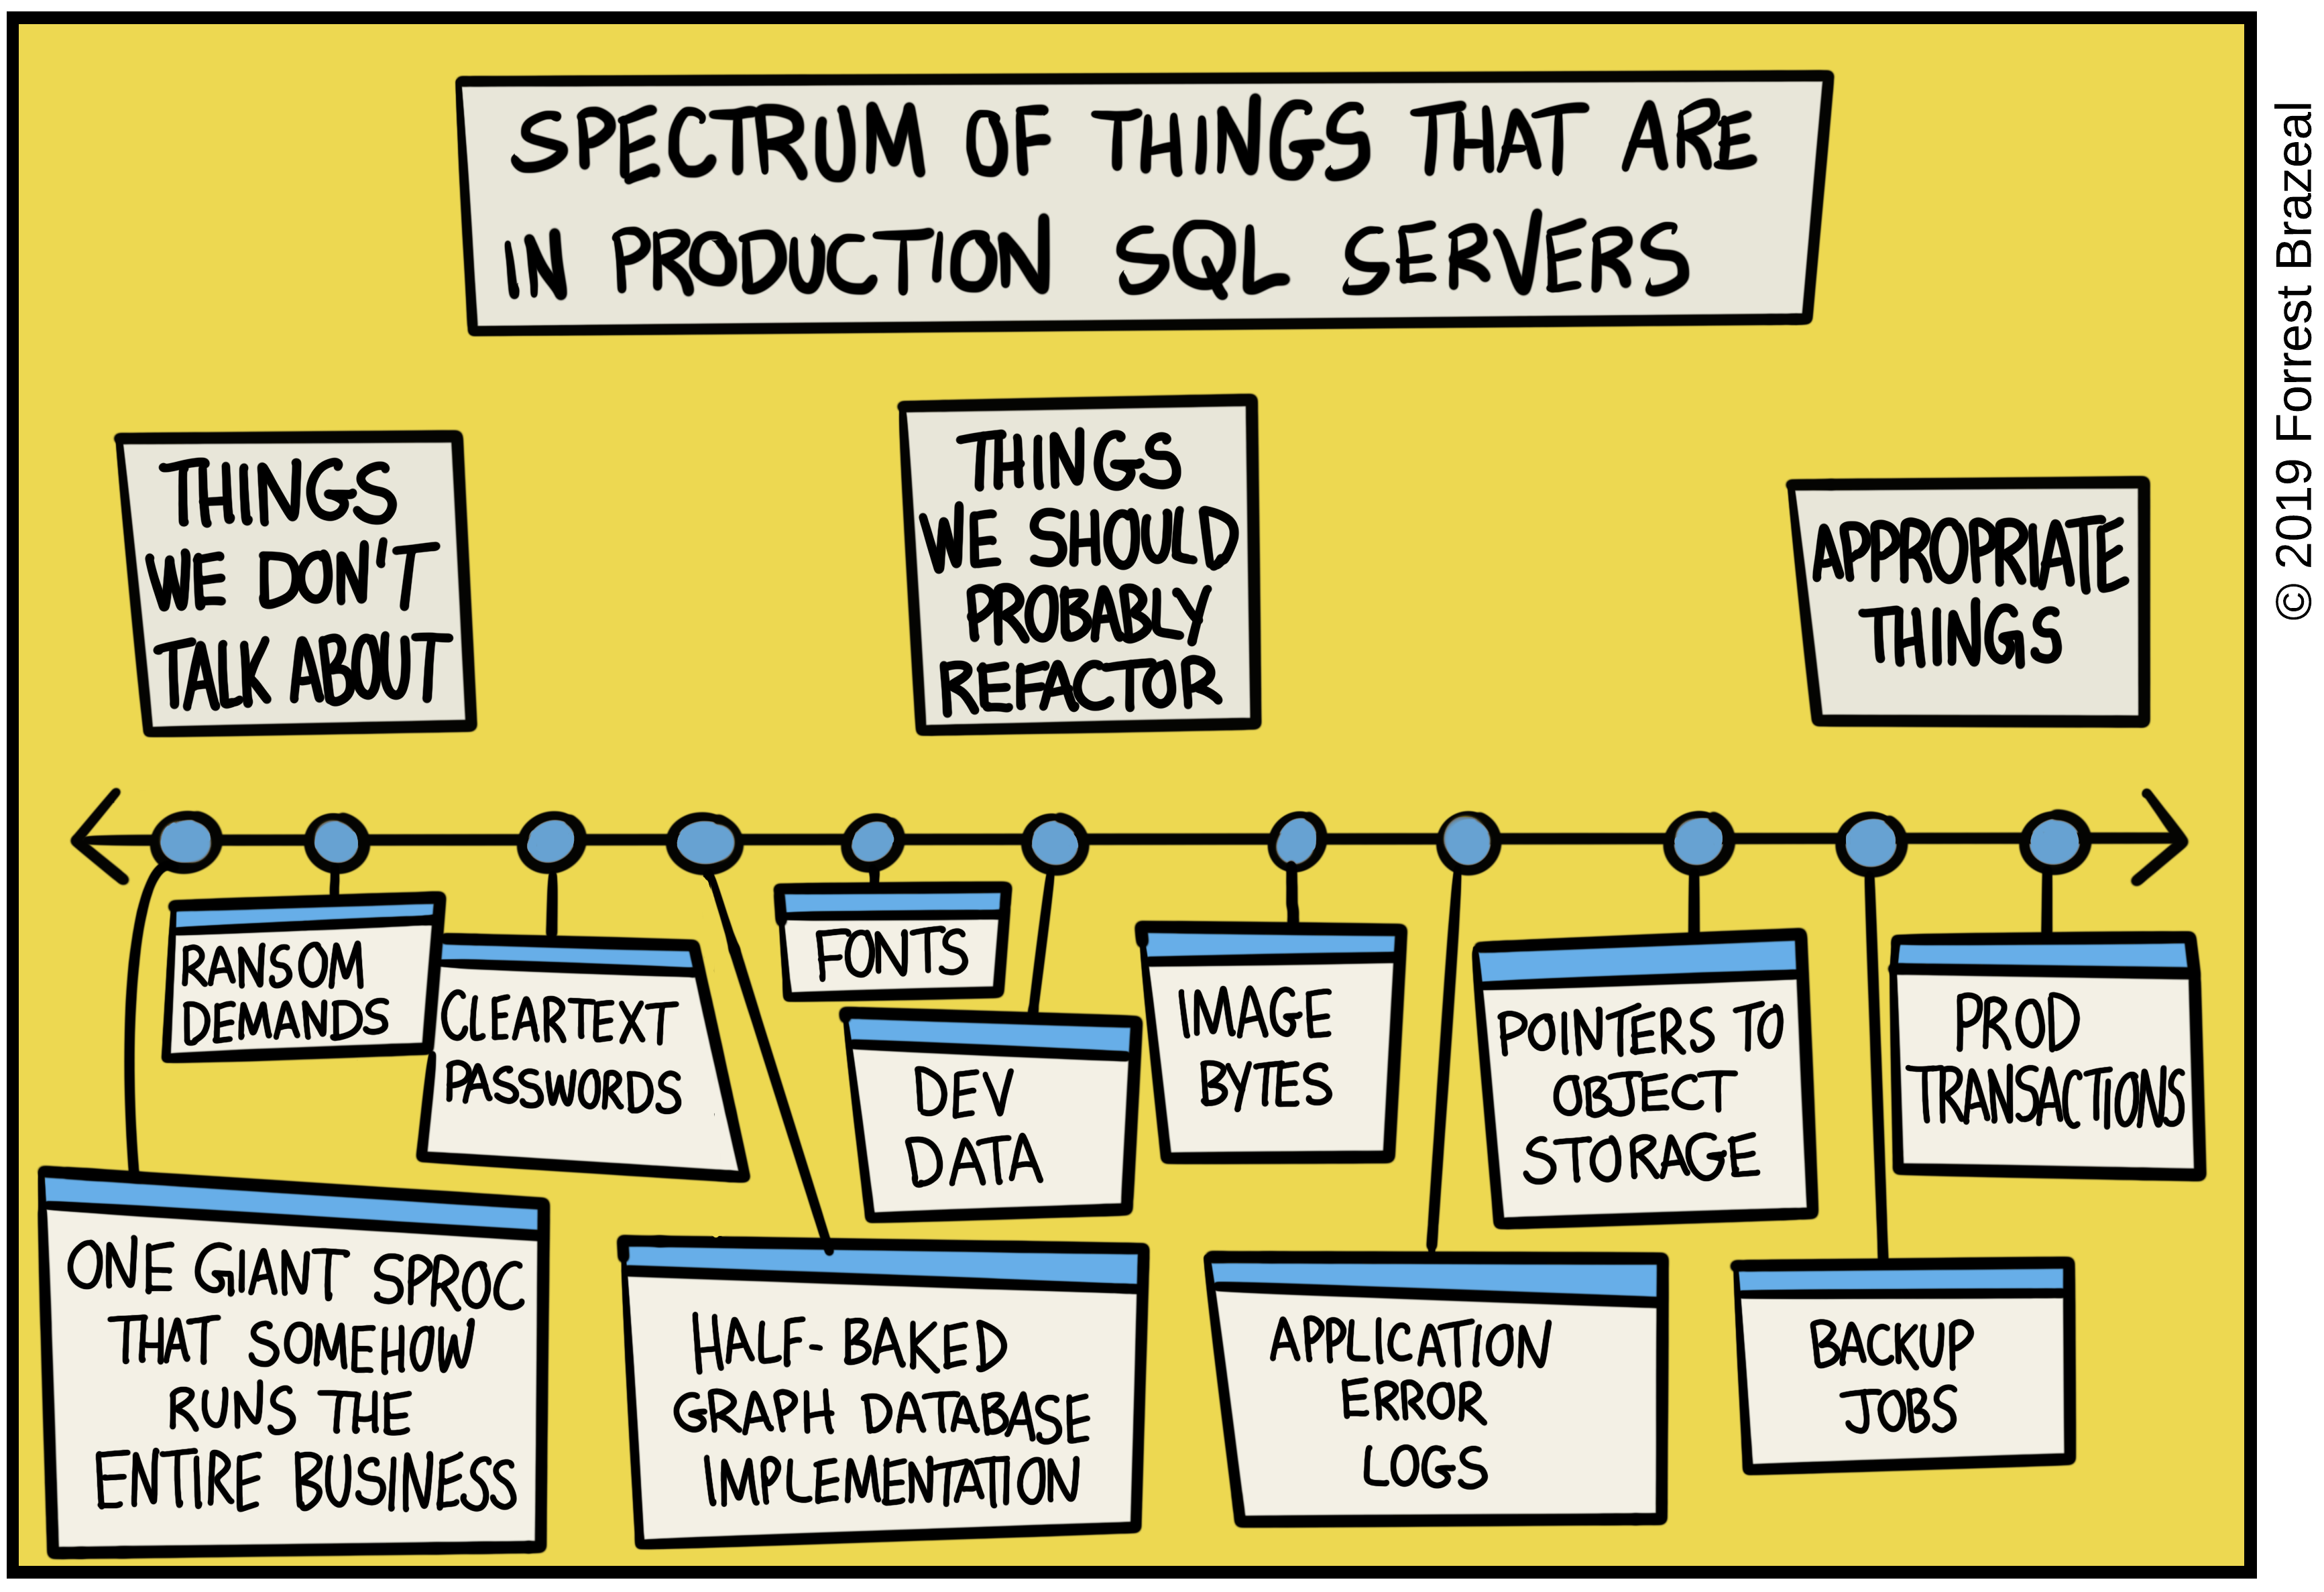 SPECTRUM OF THINGS THAT ARE
IN PRODUCTION SQL SERVERS
© 2019 Forrest Brazeal
THINGS
WE DON'T
TALK ABOUT
THINGS
WE SHOULD
PROBABLY
REFACTOR
APPROPRIATE
THINGS
ONE GIANT SPROC
THAT SOMEHOW
RUNS THE
ENTIRE BUSINESS
RANSOM
DEMANDS
CLEARTEXT
PASSWORDS
HALF-BAKED
GRAPH DATABASE
IMPLEMENTATION
FONTS
DEV
DATA
IMAGE
BYTES
APPLICATION
ERROR
LOGS
POINTERS TO
OBJECT
STORAGE
BACKUP
JOBS
PROD
TRANSACTIONS